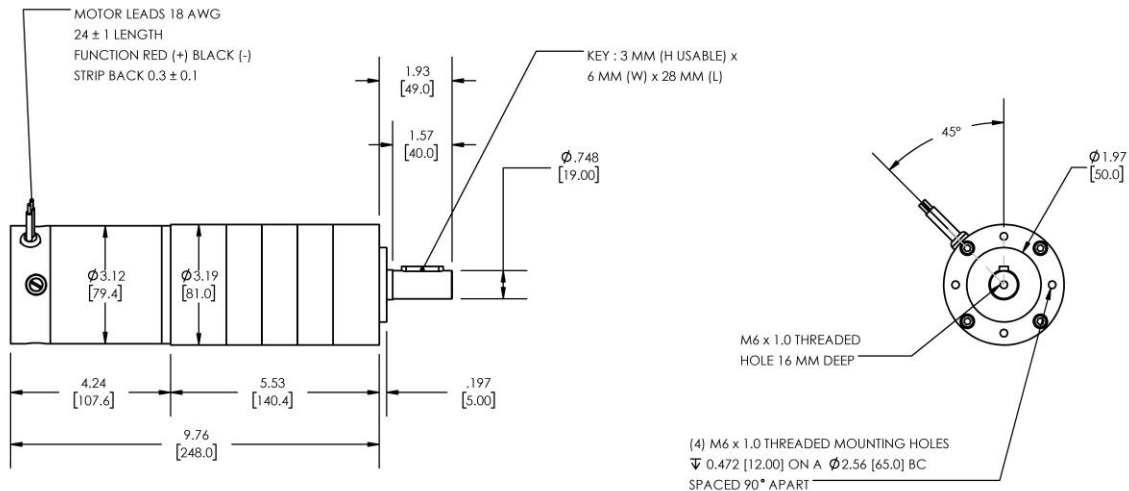 MOTOR LEADS 18 AWG
24 ± 1 LENGTH
FUNCTION RED (+) BLACK (-)
STRIP BACK 0.3 ± 0.1
KEY : 3 MM (H USABLE) x
6 MM (W) x 28 MM (L)
1.93
[49.0]
1.57
[40.0]
Ø.748
[19.00]
45°
Ø1.97
[50.0]
Ø3.12
[79.4]
Ø3.19
[81.0]
M6 x 1.0 THREADED
HOLE 16 MM DEEP
4.24
[107.6]
5.53
[140.4]
.197
[5.00]
9.76
[248.0]
(4) M6 x 1.0 THREADED MOUNTING HOLES
↧ 0.472 [12.00] ON A Ø2.56 [65.0] BC
SPACED 90° APART